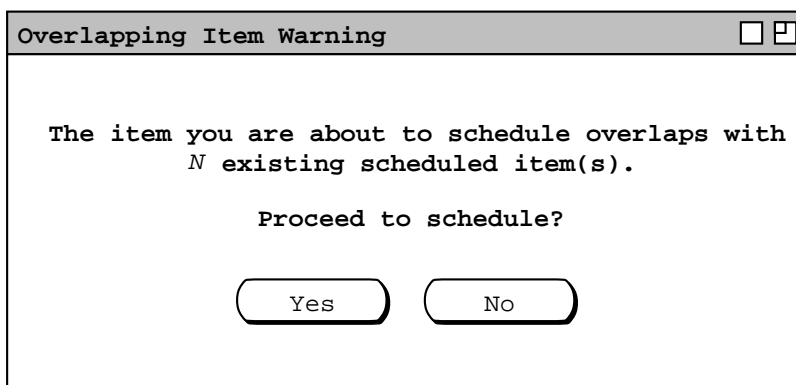 Overlapping Item Warning
The item you are about to schedule overlaps with
N existing scheduled item(s).
Proceed to schedule?
Yes No